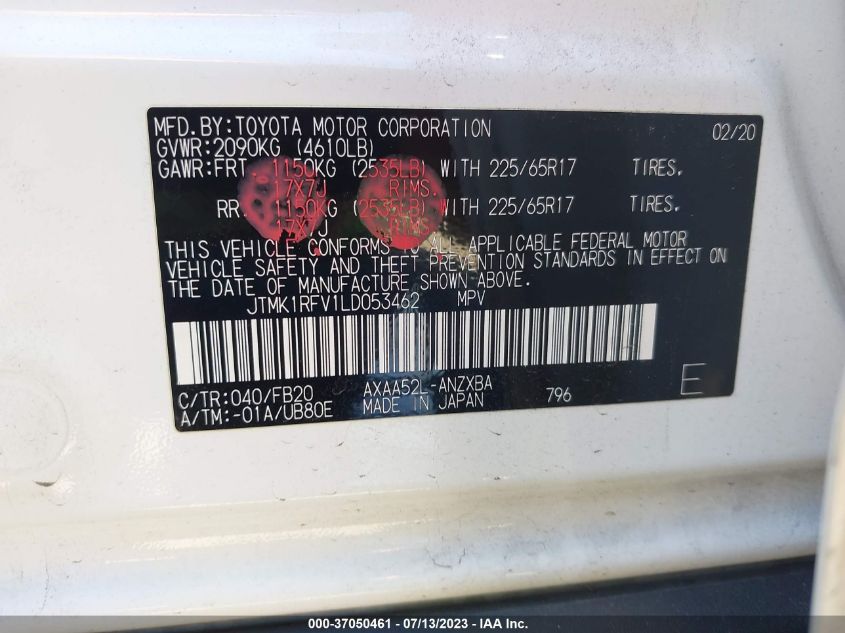 MFD.BY:TOYOTA MOTOR CORPORATION 02/20
GVWR:2090KG (4610LB)
GAWR:FRT. 1150KG (2535LB) WITH 225/65R17 TIRES.
17X7J RIMS.
RR. 1150KG (2535LB) WITH 225/65R17 TIRES.
17X7J RIMS.
THIS VEHICLE CONFORMS TO ALL APPLICABLE FEDERAL MOTOR
VEHICLE SAFETY AND THEFT PREVENTION STANDARDS IN EFFECT ON
THE DATE OF MANUFACTURE SHOWN ABOVE.
JTMK1RFV1LD053462 MPV
C/TR:040/FB20 AXAA52L-ANZXBA E
A/TM:-01A/UB80E MADE IN JAPAN 796
000-37050461 - 07/13/2023 - IAA Inc.